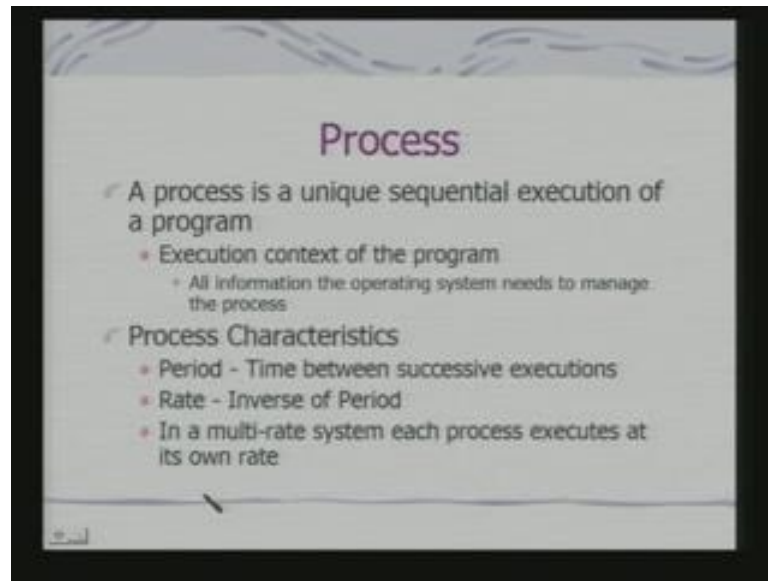 Process
A process is a unique sequential execution of
a program
Execution context of the program
All information the operating system needs to manage
the process
Process Characteristics
Period - Time between successive executions
Rate - Inverse of Period
In a multi-rate system each process executes at
its own rate